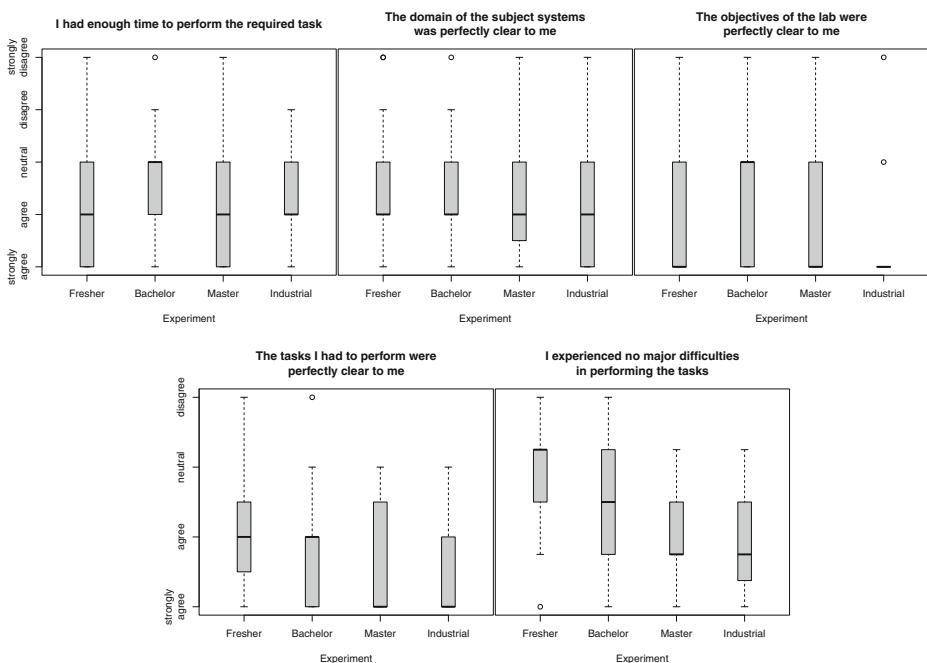 I had enough time to perform the required task
The domain of the subject systems
was perfectly clear to me
The objectives of the lab were
perfectly clear to me
strongly
disagree
disagree
neutral
agree
strongly
agree
Fresher Bachelor Master Industrial
Experiment
Fresher Bachelor Master Industrial
Experiment
Fresher Bachelor Master Industrial
Experiment
The tasks I had to perform were
perfectly clear to me
I experienced no major difficulties
in performing the tasks
disagree
neutral
agree
strongly
agree
Fresher Bachelor Master Industrial
Experiment
Fresher Bachelor Master Industrial
Experiment